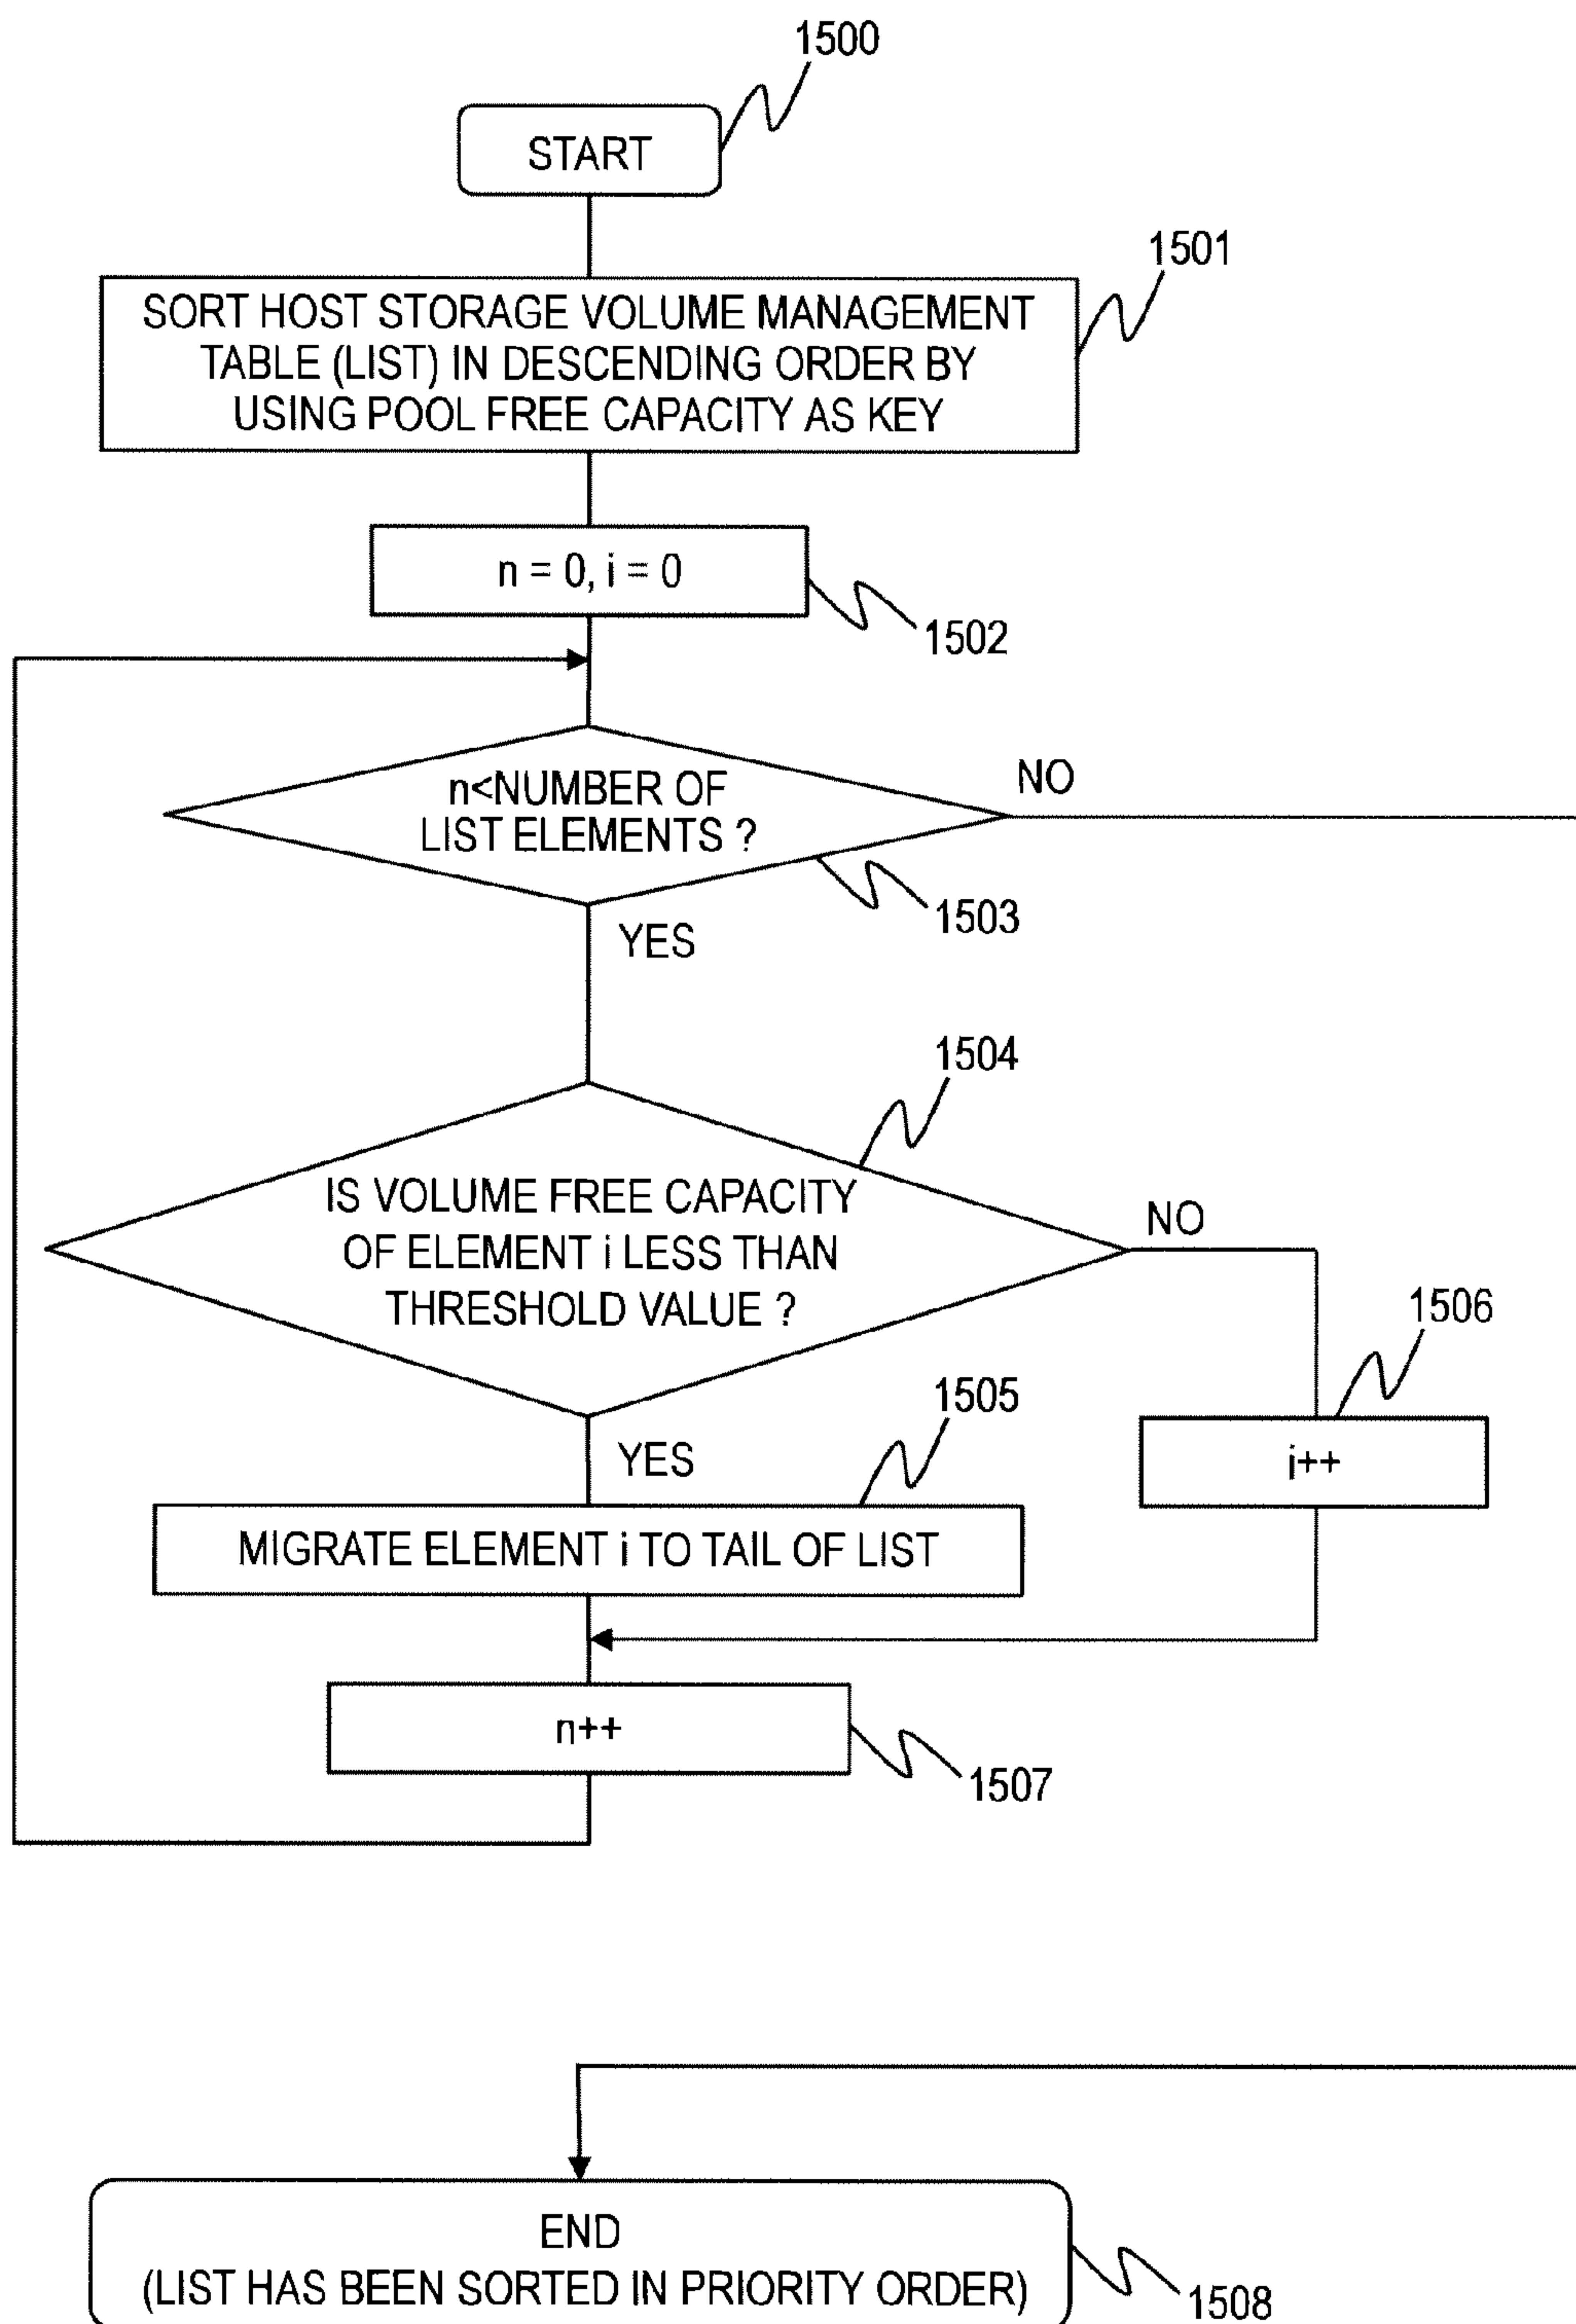 1500
START
1501
SORT HOST STORAGE VOLUME MANAGEMENT
TABLE (LIST) IN DESCENDING ORDER BY
USING POOL FREE CAPACITY AS KEY
n = 0, i = 0
1502
n<NUMBER OF
LIST ELEMENTS ?
NO
1503
YES
1504
IS VOLUME FREE CAPACITY
OF ELEMENT i LESS THAN
THRESHOLD VALUE ?
NO
1506
1505
YES
i++
MIGRATE ELEMENT i TO TAIL OF LIST
n++
1507
END
(LIST HAS BEEN SORTED IN PRIORITY ORDER)
1508